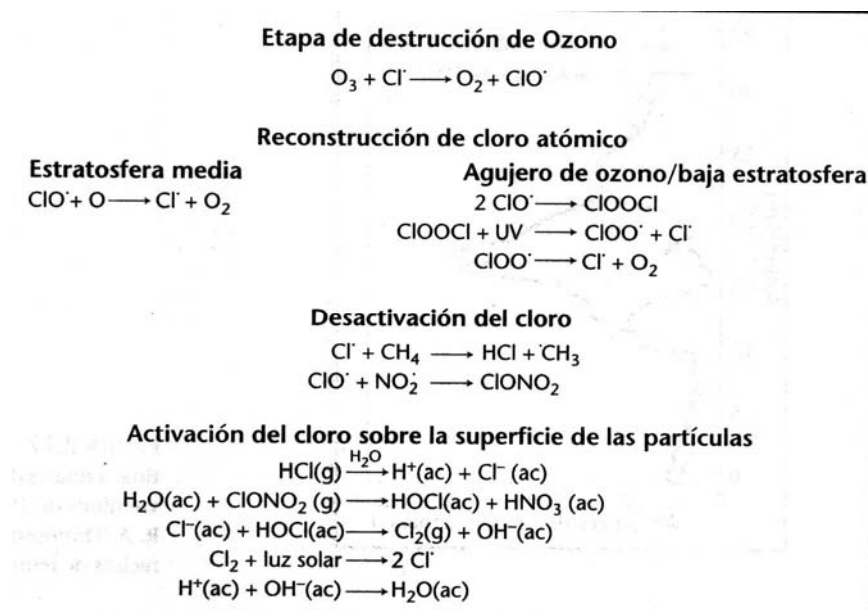 Etapa de destrucción de Ozono
O₃ + Cl˙ ⟶ O₂ + ClO˙
Reconstrucción de cloro atómico
Estratosfera media
ClO˙ + O ⟶ Cl˙ + O₂
Agujero de ozono/baja estratosfera
2 ClO˙ ⟶ ClOOCl
ClOOCl + UV ⟶ ClOO˙ + Cl˙
ClOO˙ ⟶ Cl˙ + O₂
Desactivación del cloro
Cl˙ + CH₄ ⟶ HCl + ˙CH₃
ClO˙ + NO₂˙ ⟶ ClONO₂
Activación del cloro sobre la superficie de las partículas
H₂O
HCl(g) ⟶ H⁺(ac) + Cl⁻ (ac)
H₂O(ac) + ClONO₂ (g) ⟶ HOCl(ac) + HNO₃ (ac)
Cl⁻(ac) + HOCl(ac) ⟶ Cl₂(g) + OH⁻(ac)
Cl₂ + luz solar ⟶ 2 Cl˙
H⁺(ac) + OH⁻(ac) ⟶ H₂O(ac)